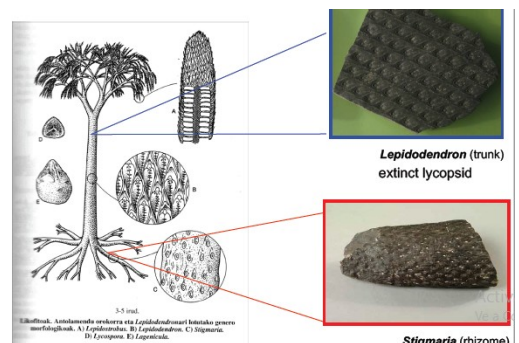 A
D
E
B
C
3-5 irud.
Likofitoak. Antolamendu orokorra eta Lepidodendronari lotutako genero
morfologikoak. A) Lepidostrobus. B) Lepidodendron. C) Stigmaria.
D) Lycospora. E) Lagenicula.
Lepidodendron (trunk)
extinct lycopsid
Stigmaria (rhizome)